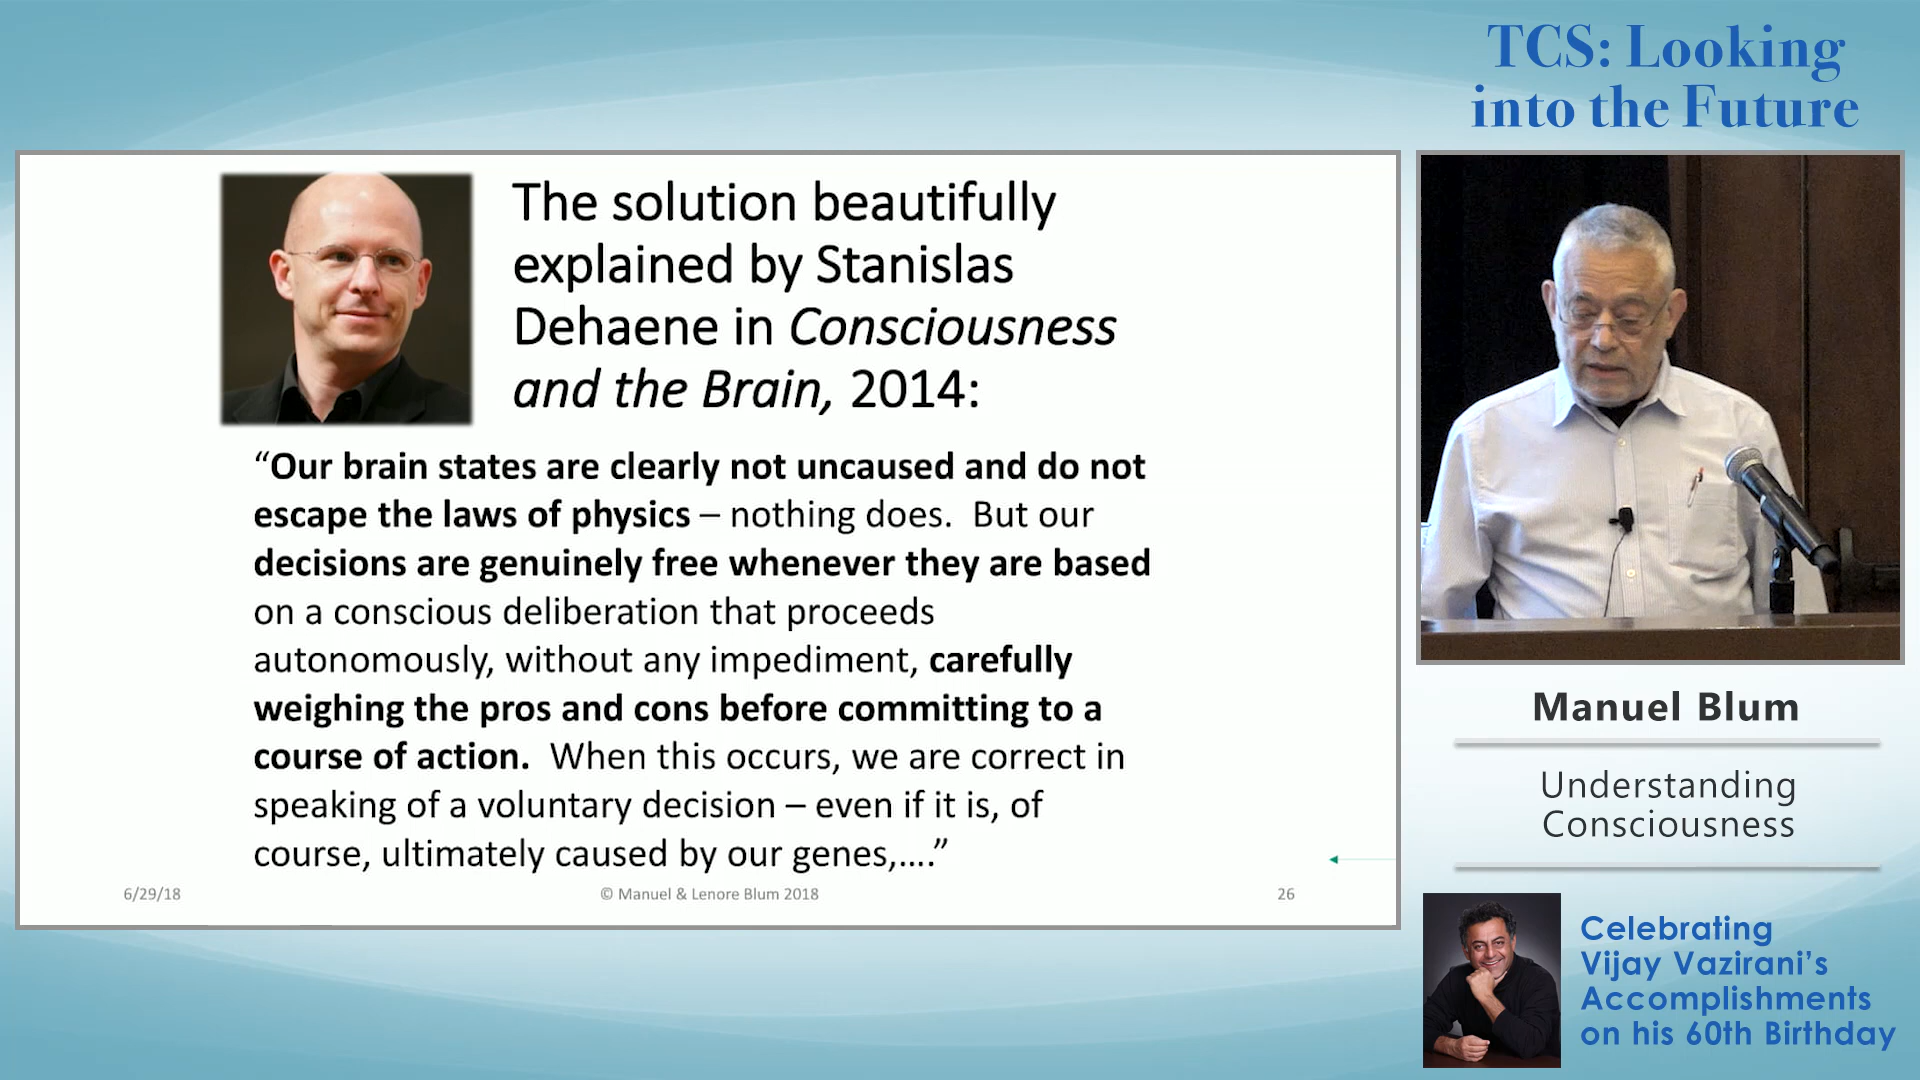 TCS: Looking
into the Future
The solution beautifully
explained by Stanislas
Dehaene in Consciousness
and the Brain, 2014:
“Our brain states are clearly not uncaused and do not
escape the laws of physics – nothing does.  But our
decisions are genuinely free whenever they are based
on a conscious deliberation that proceeds
autonomously, without any impediment, carefully
weighing the pros and cons before committing to a
course of action.  When this occurs, we are correct in
speaking of a voluntary decision – even if it is, of
course, ultimately caused by our genes,….”
6/29/18
© Manuel & Lenore Blum 2018
26
Manuel Blum
Understanding
Consciousness
Celebrating
Vijay Vazirani’s
Accomplishments
on his 60th Birthday